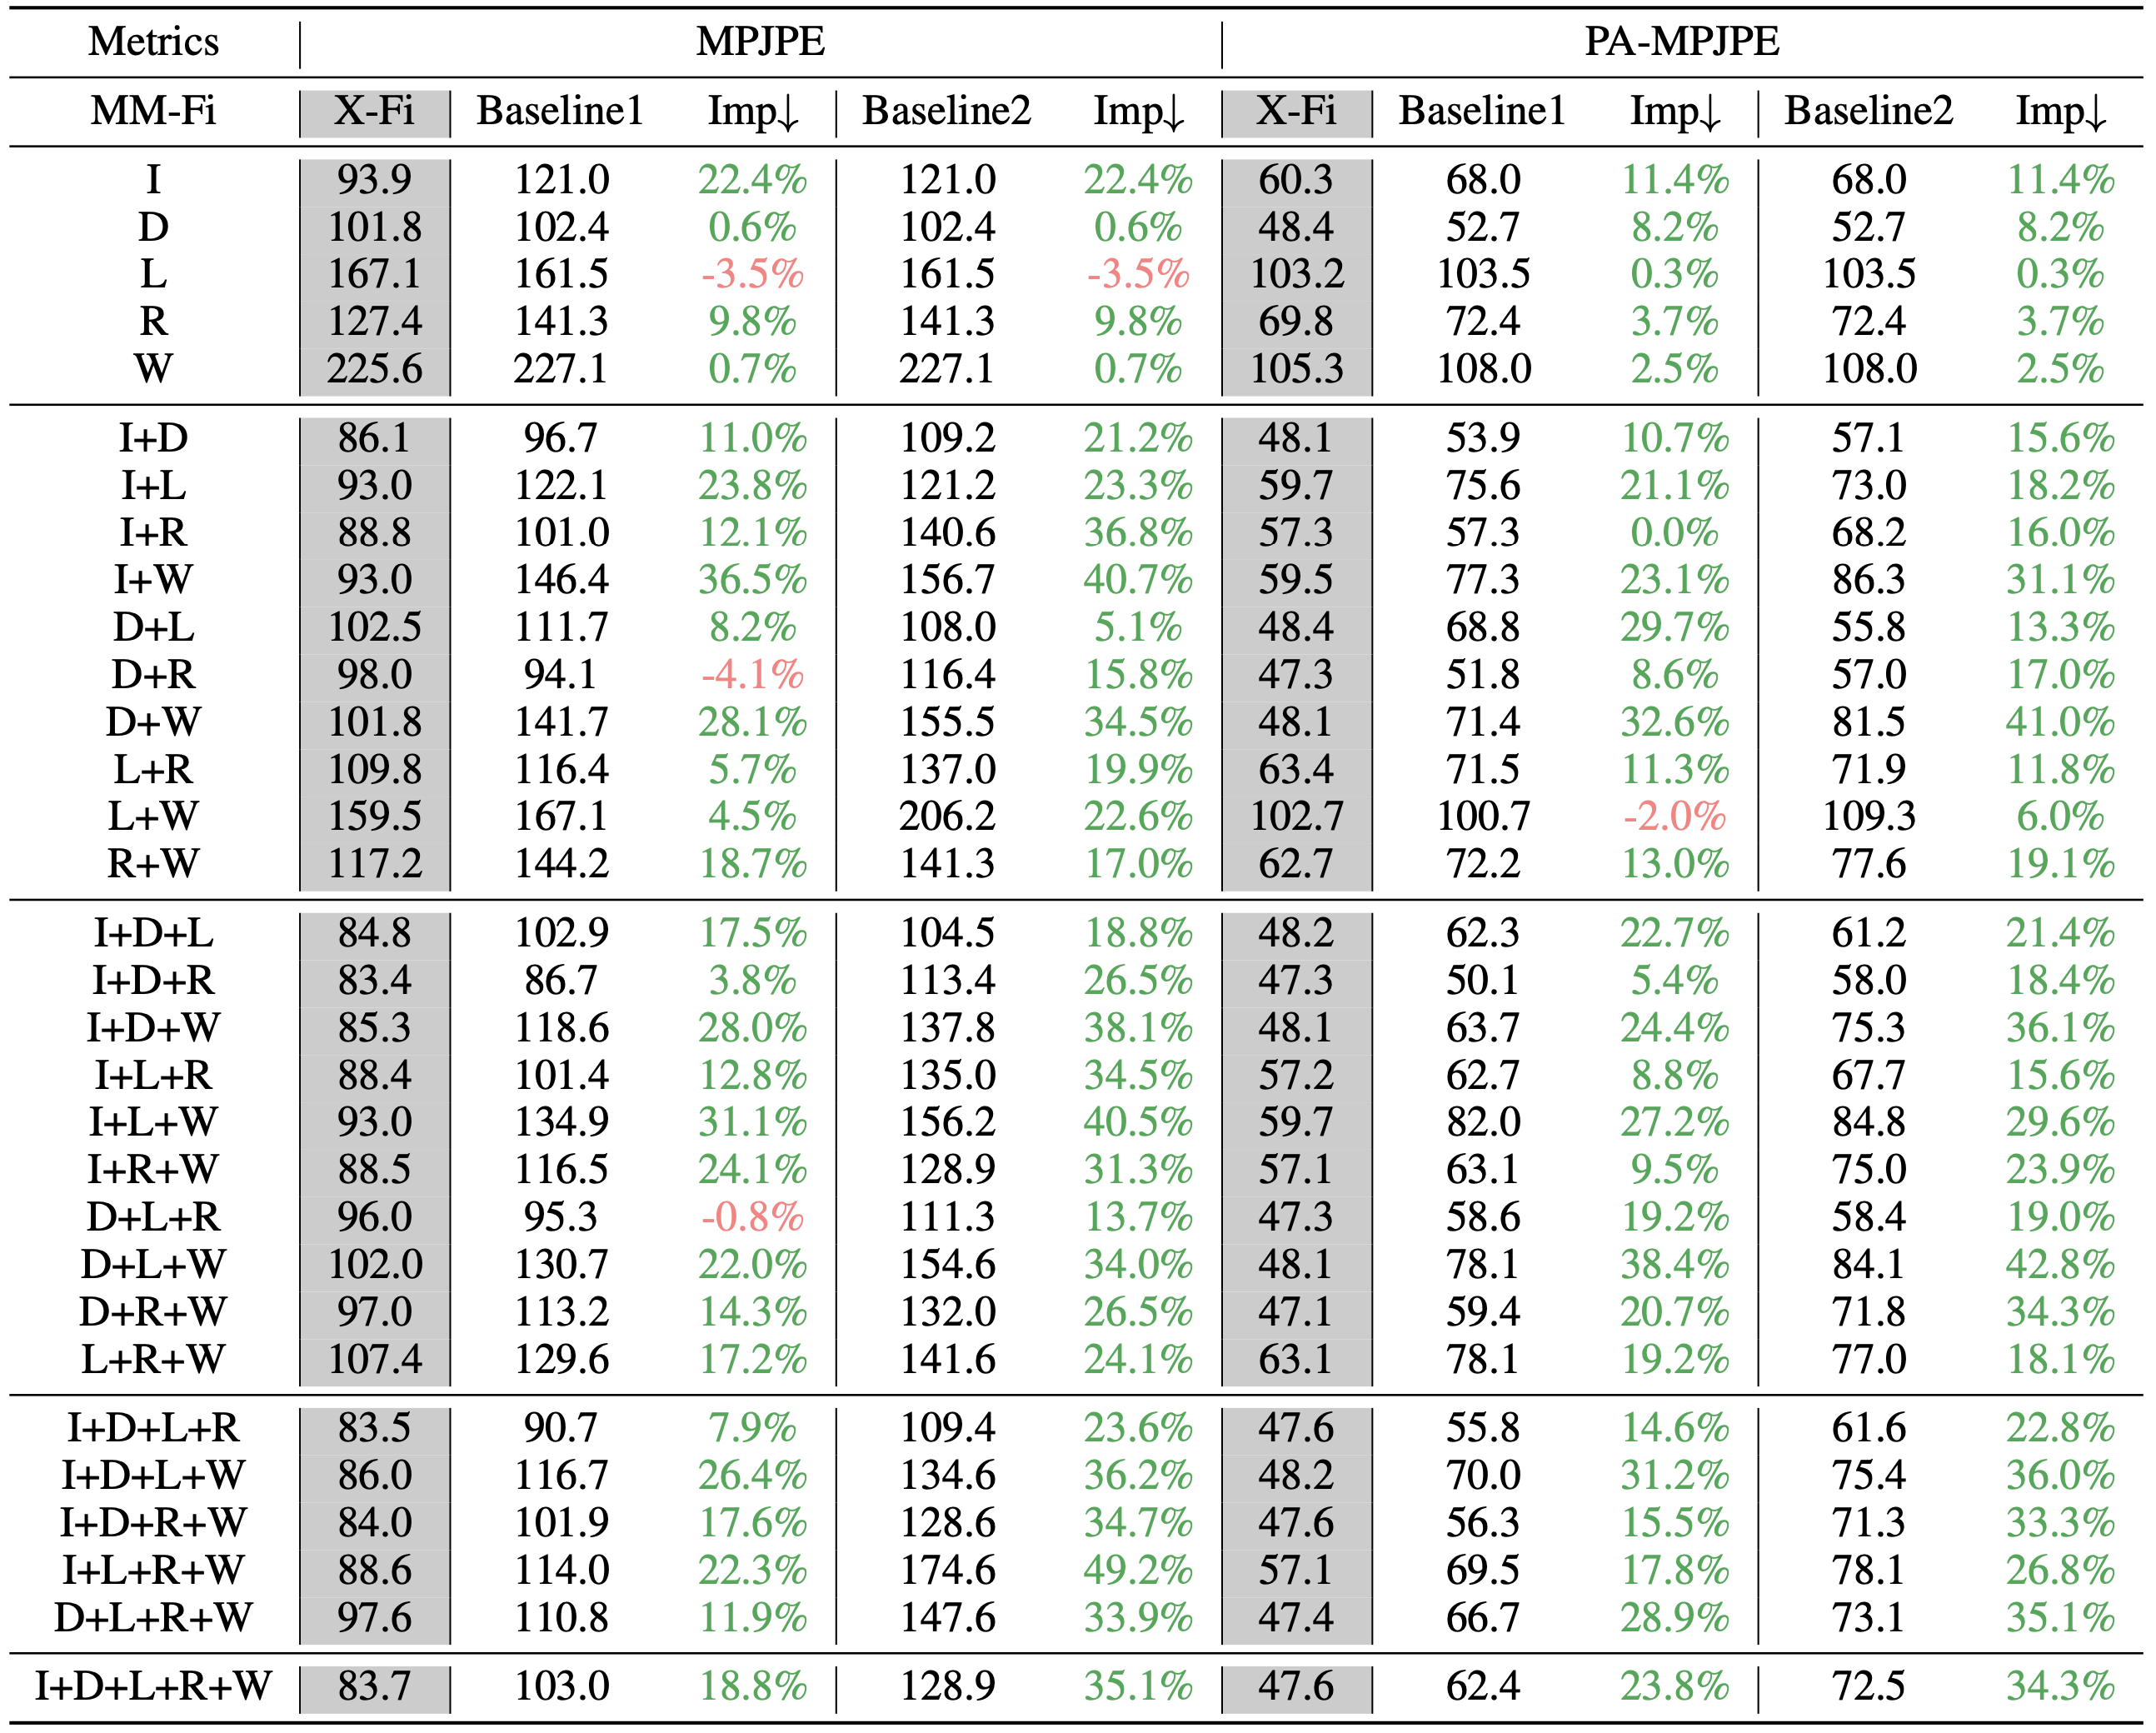 Metrics MPJPE PA-MPJPE
MM-Fi X-Fi Baseline1 Imp↓ Baseline2 Imp↓ X-Fi Baseline1 Imp↓ Baseline2 Imp↓
I 93.9 121.0 22.4% 121.0 22.4% 60.3 68.0 11.4% 68.0 11.4%
D 101.8 102.4 0.6% 102.4 0.6% 48.4 52.7 8.2% 52.7 8.2%
L 167.1 161.5 -3.5% 161.5 -3.5% 103.2 103.5 0.3% 103.5 0.3%
R 127.4 141.3 9.8% 141.3 9.8% 69.8 72.4 3.7% 72.4 3.7%
W 225.6 227.1 0.7% 227.1 0.7% 105.3 108.0 2.5% 108.0 2.5%
I+D 86.1 96.7 11.0% 109.2 21.2% 48.1 53.9 10.7% 57.1 15.6%
I+L 93.0 122.1 23.8% 121.2 23.3% 59.7 75.6 21.1% 73.0 18.2%
I+R 88.8 101.0 12.1% 140.6 36.8% 57.3 57.3 0.0% 68.2 16.0%
I+W 93.0 146.4 36.5% 156.7 40.7% 59.5 77.3 23.1% 86.3 31.1%
D+L 102.5 111.7 8.2% 108.0 5.1% 48.4 68.8 29.7% 55.8 13.3%
D+R 98.0 94.1 -4.1% 116.4 15.8% 47.3 51.8 8.6% 57.0 17.0%
D+W 101.8 141.7 28.1% 155.5 34.5% 48.1 71.4 32.6% 81.5 41.0%
L+R 109.8 116.4 5.7% 137.0 19.9% 63.4 71.5 11.3% 71.9 11.8%
L+W 159.5 167.1 4.5% 206.2 22.6% 102.7 100.7 -2.0% 109.3 6.0%
R+W 117.2 144.2 18.7% 141.3 17.0% 62.7 72.2 13.0% 77.6 19.1%
I+D+L 84.8 102.9 17.5% 104.5 18.8% 48.2 62.3 22.7% 61.2 21.4%
I+D+R 83.4 86.7 3.8% 113.4 26.5% 47.3 50.1 5.4% 58.0 18.4%
I+D+W 85.3 118.6 28.0% 137.8 38.1% 48.1 63.7 24.4% 75.3 36.1%
I+L+R 88.4 101.4 12.8% 135.0 34.5% 57.2 62.7 8.8% 67.7 15.6%
I+L+W 93.0 134.9 31.1% 156.2 40.5% 59.7 82.0 27.2% 84.8 29.6%
I+R+W 88.5 116.5 24.1% 128.9 31.3% 57.1 63.1 9.5% 75.0 23.9%
D+L+R 96.0 95.3 -0.8% 111.3 13.7% 47.3 58.6 19.2% 58.4 19.0%
D+L+W 102.0 130.7 22.0% 154.6 34.0% 48.1 78.1 38.4% 84.1 42.8%
D+R+W 97.0 113.2 14.3% 132.0 26.5% 47.1 59.4 20.7% 71.8 34.3%
L+R+W 107.4 129.6 17.2% 141.6 24.1% 63.1 78.1 19.2% 77.0 18.1%
I+D+L+R 83.5 90.7 7.9% 109.4 23.6% 47.6 55.8 14.6% 61.6 22.8%
I+D+L+W 86.0 116.7 26.4% 134.6 36.2% 48.2 70.0 31.2% 75.4 36.0%
I+D+R+W 84.0 101.9 17.6% 128.6 34.7% 47.6 56.3 15.5% 71.3 33.3%
I+L+R+W 88.6 114.0 22.3% 174.6 49.2% 57.1 69.5 17.8% 78.1 26.8%
D+L+R+W 97.6 110.8 11.9% 147.6 33.9% 47.4 66.7 28.9% 73.1 35.1%
I+D+L+R+W 83.7 103.0 18.8% 128.9 35.1% 47.6 62.4 23.8% 72.5 34.3%